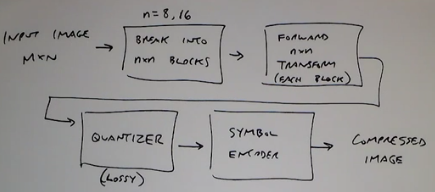 n=8,16
INPUT IMAGE
MXN
BREAK INTO
nxn BLOCKS
FORWARD
nxn
TRANSFORM
(EACH BLOCK)
QUANTIZER
(LOSSY)
SYMBOL
ENCODER
COMPRESSED
IMAGE